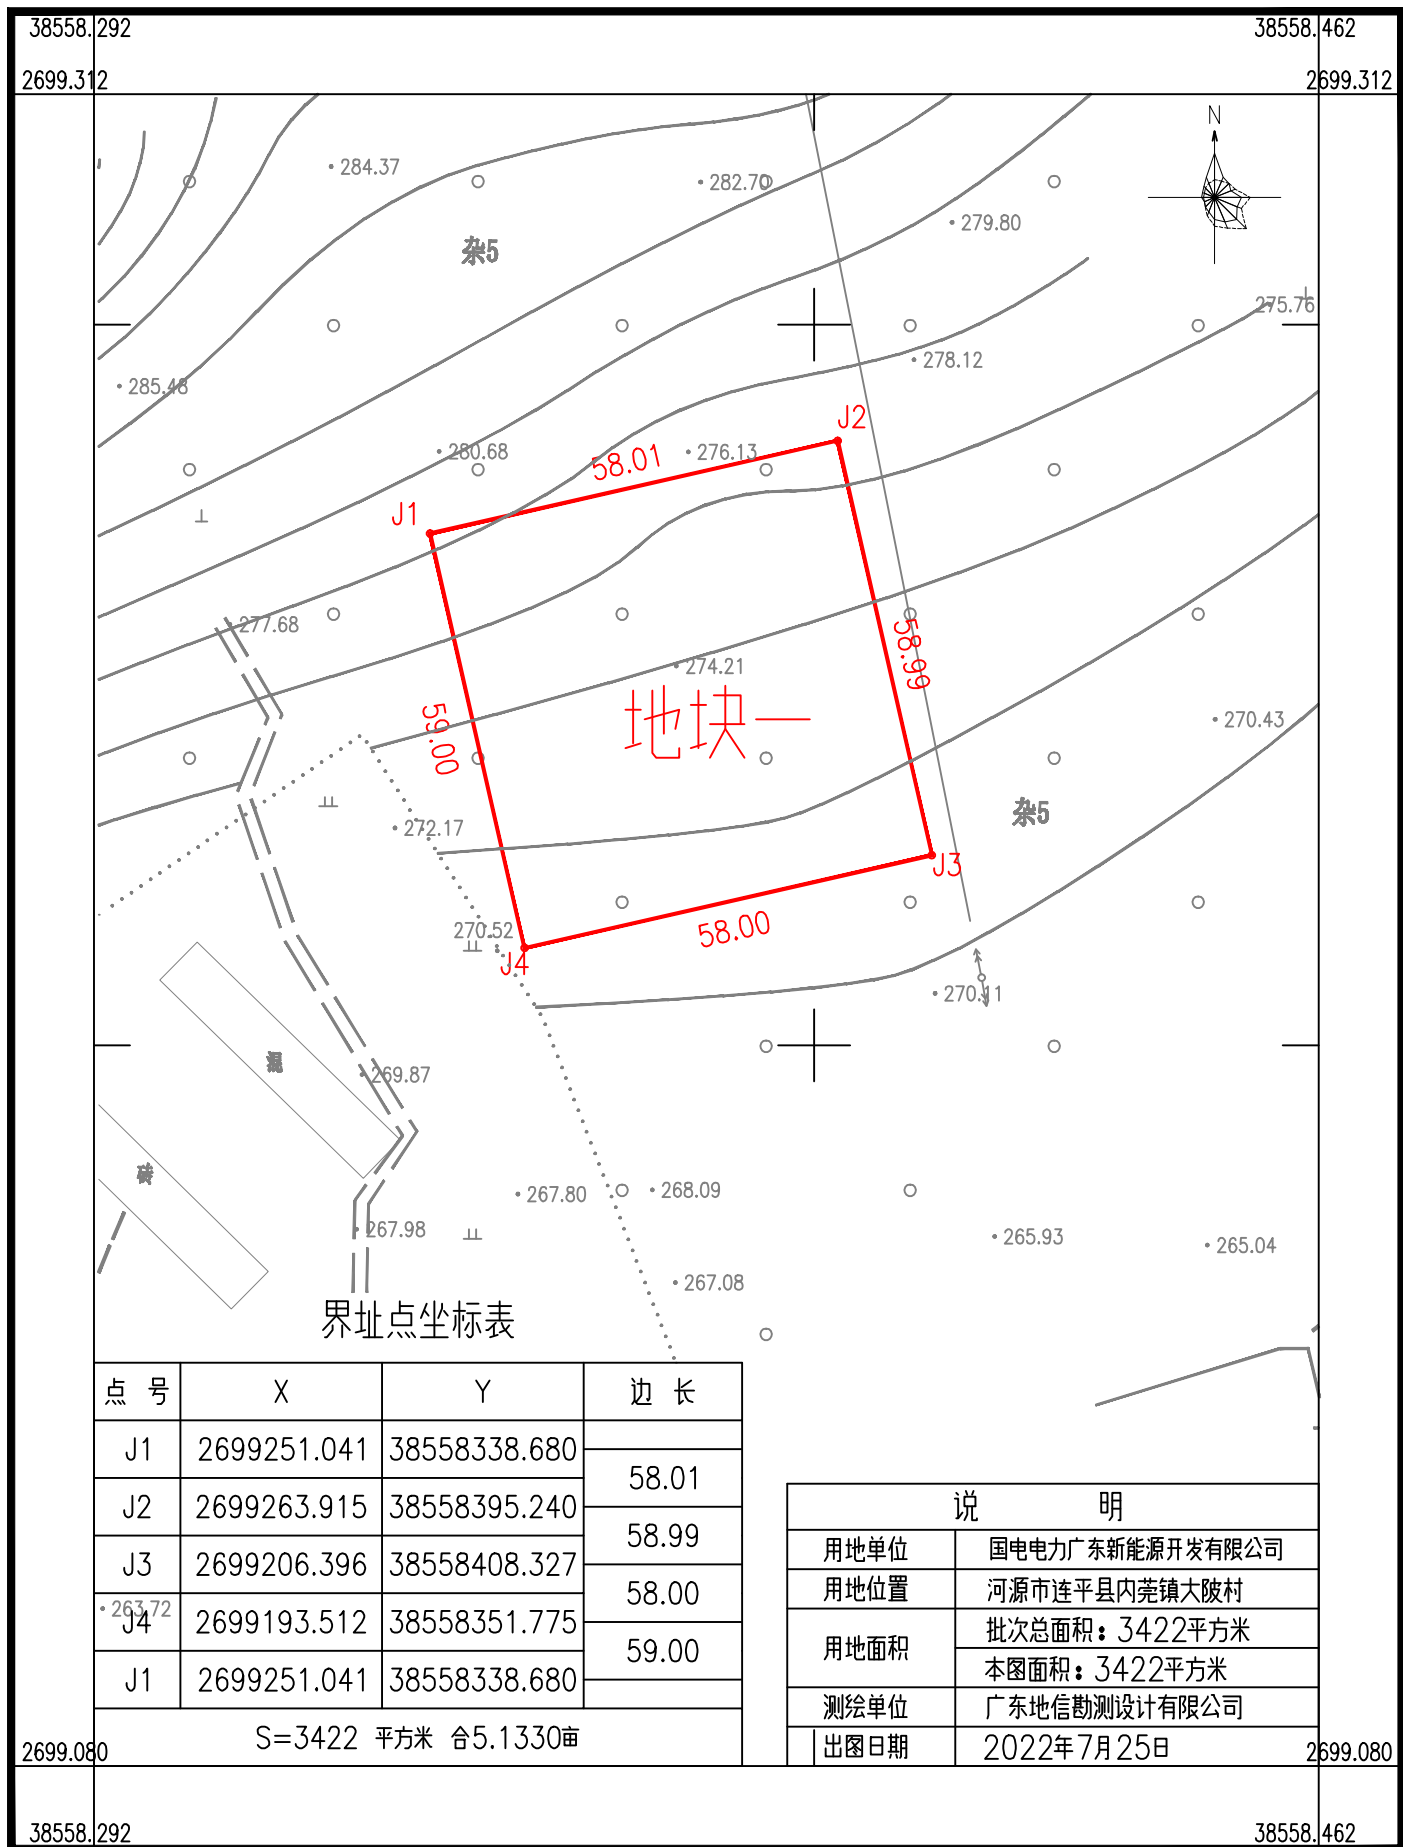 38558.292
38558.462
2699.312
2699.312
N
284.37
282.70
279.80
杂5
275.76
278.12
285.48
J2
280.68
58.01
276.13
J1
277.68
58.99
274.21
地块一
59.00
270.43
杂5
272.17
J3
270.52
58.00
J4
270.11
混
269.87
砖
267.80
268.09
267.98
265.93
265.04
267.08
界址点坐标表
点 号 X Y 边 长
J1 2699251.041 38558338.680
58.01
J2 2699263.915 38558395.240
58.99
J3 2699206.396 38558408.327
58.00
263.72
J4 2699193.512 38558351.775
59.00
J1 2699251.041 38558338.680
S=3422 平方米 合5.1330亩
说 明
用地单位 国电电力广东新能源开发有限公司
用地位置 河源市连平县内莞镇大陂村
用地面积 批次总面积：3422平方米
本图面积：3422平方米
测绘单位 广东地信勘测设计有限公司
出图日期 2022年7月25日
2699.080
2699.080
38558.292
38558.462